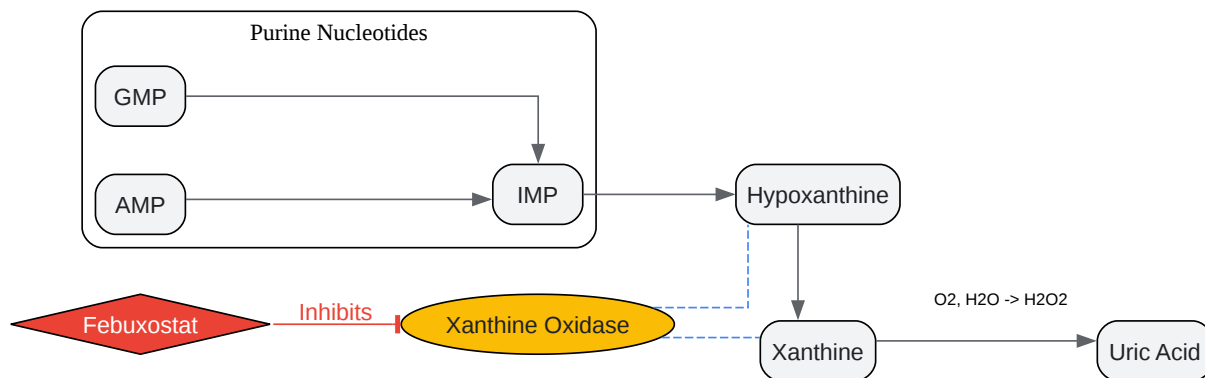 Purine Nucleotides
GMP
AMP
IMP
Hypoxanthine
Febuxostat
Inhibits
Xanthine Oxidase
O2, H2O -> H2O2
Xanthine
Uric Acid